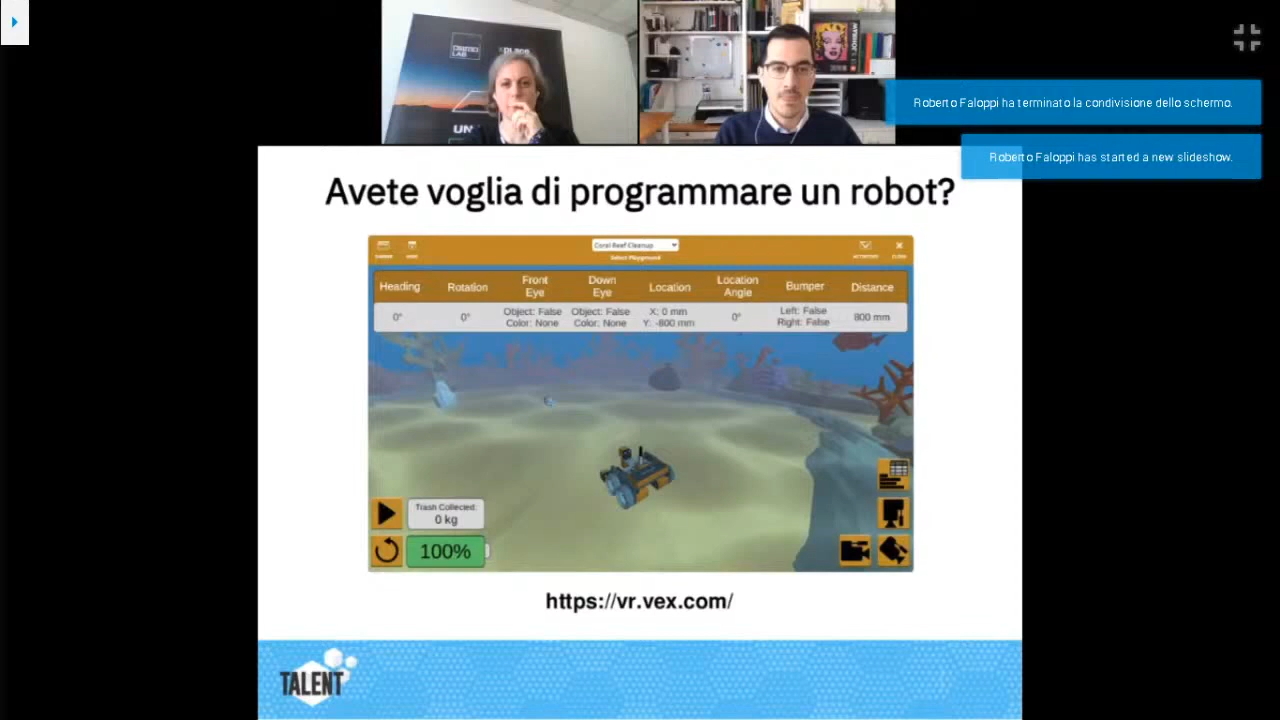 Roberto Faloppi ha terminato la condivisione dello schermo.
Roberto Faloppi has started a new slideshow.
UN
Avete voglia di programmare un robot?
Coral Reef Cleanup
Select Playground
Heading
Rotation
Front Eye
Down Eye
Location
Location Angle
Bumper
Distance
0°
0°
Object: False
Color: None
Object: False
Color: None
X: 0 mm
Y: -800 mm
0°
Left: False
Right: False
800 mm
Trash Collected:
0 kg
100%
https://vr.vex.com/
TALENT